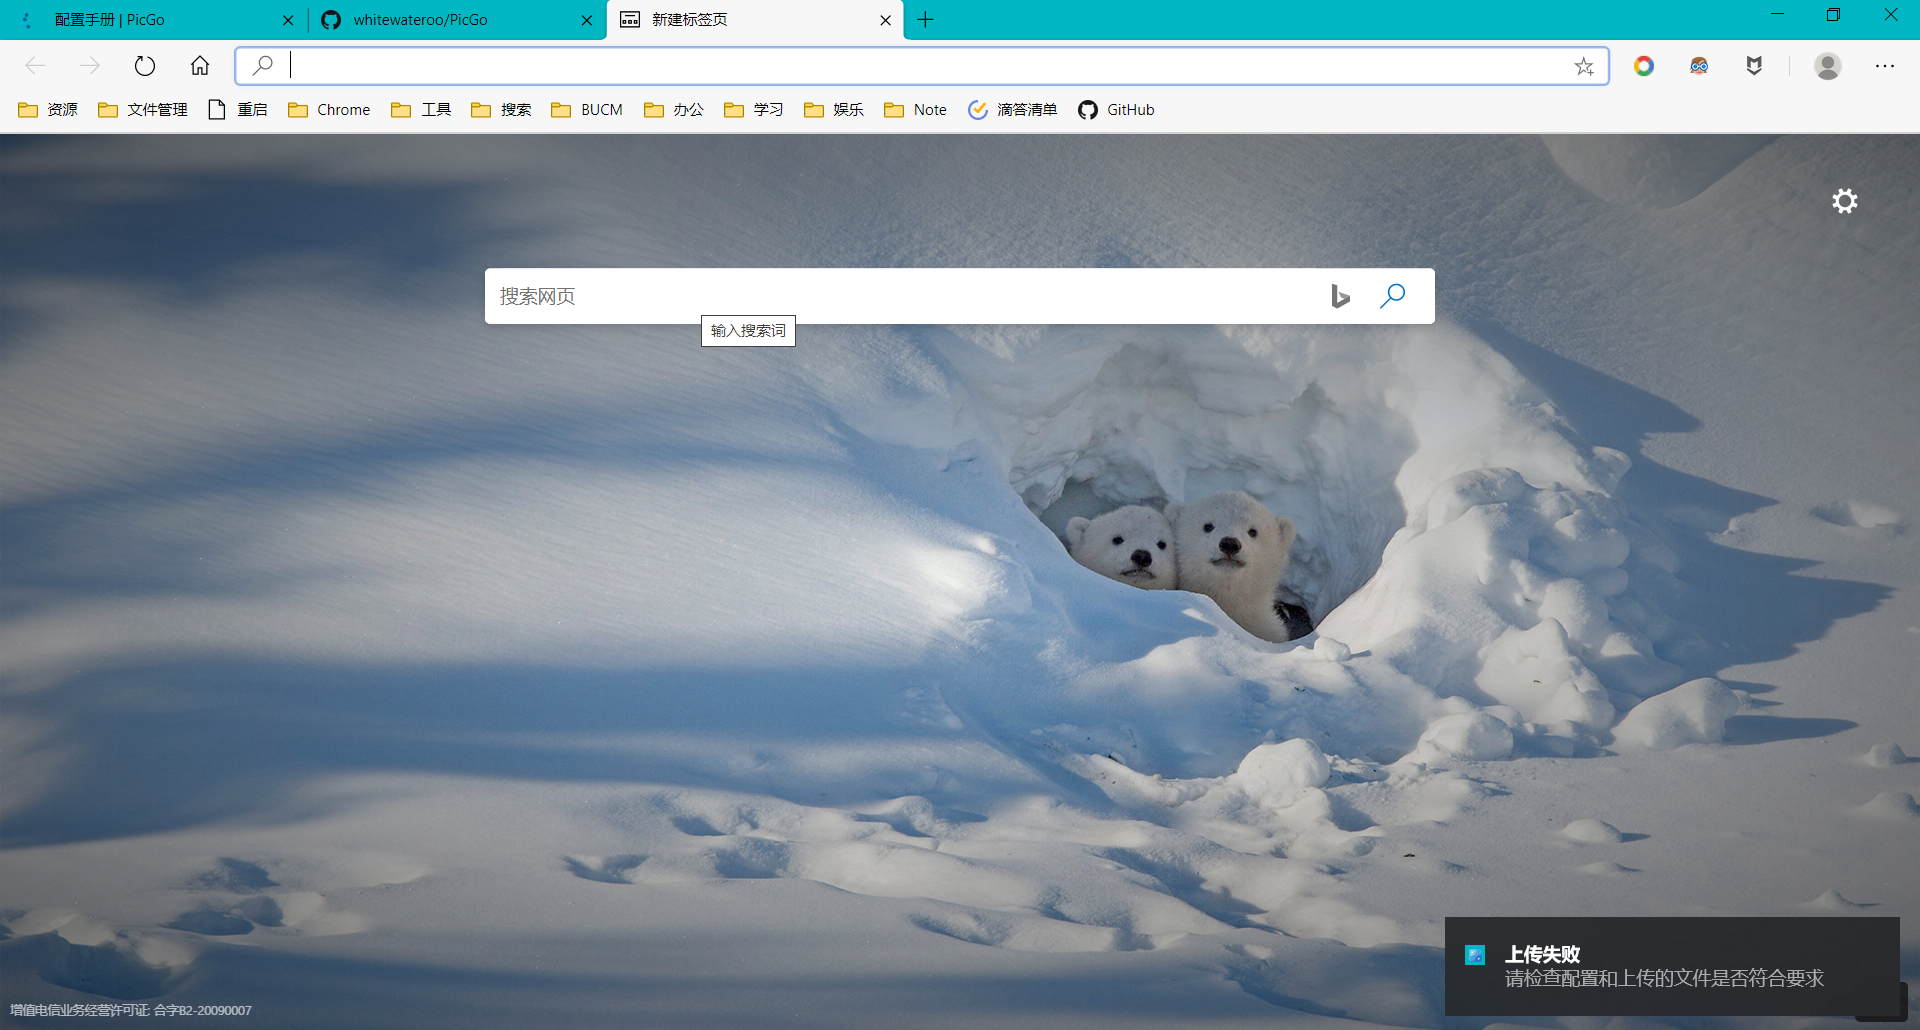 配置手册 | PicGo
whitewateroo/PicGo
新建标签页
资源 文件管理 重启 Chrome 工具 搜索 BUCM 办公 学习 娱乐 Note 滴答清单 GitHub
搜索网页
输入搜索词
上传失败
请检查配置和上传的文件是否符合要求
增值电信业务经营许可证: 合字B2-20090007